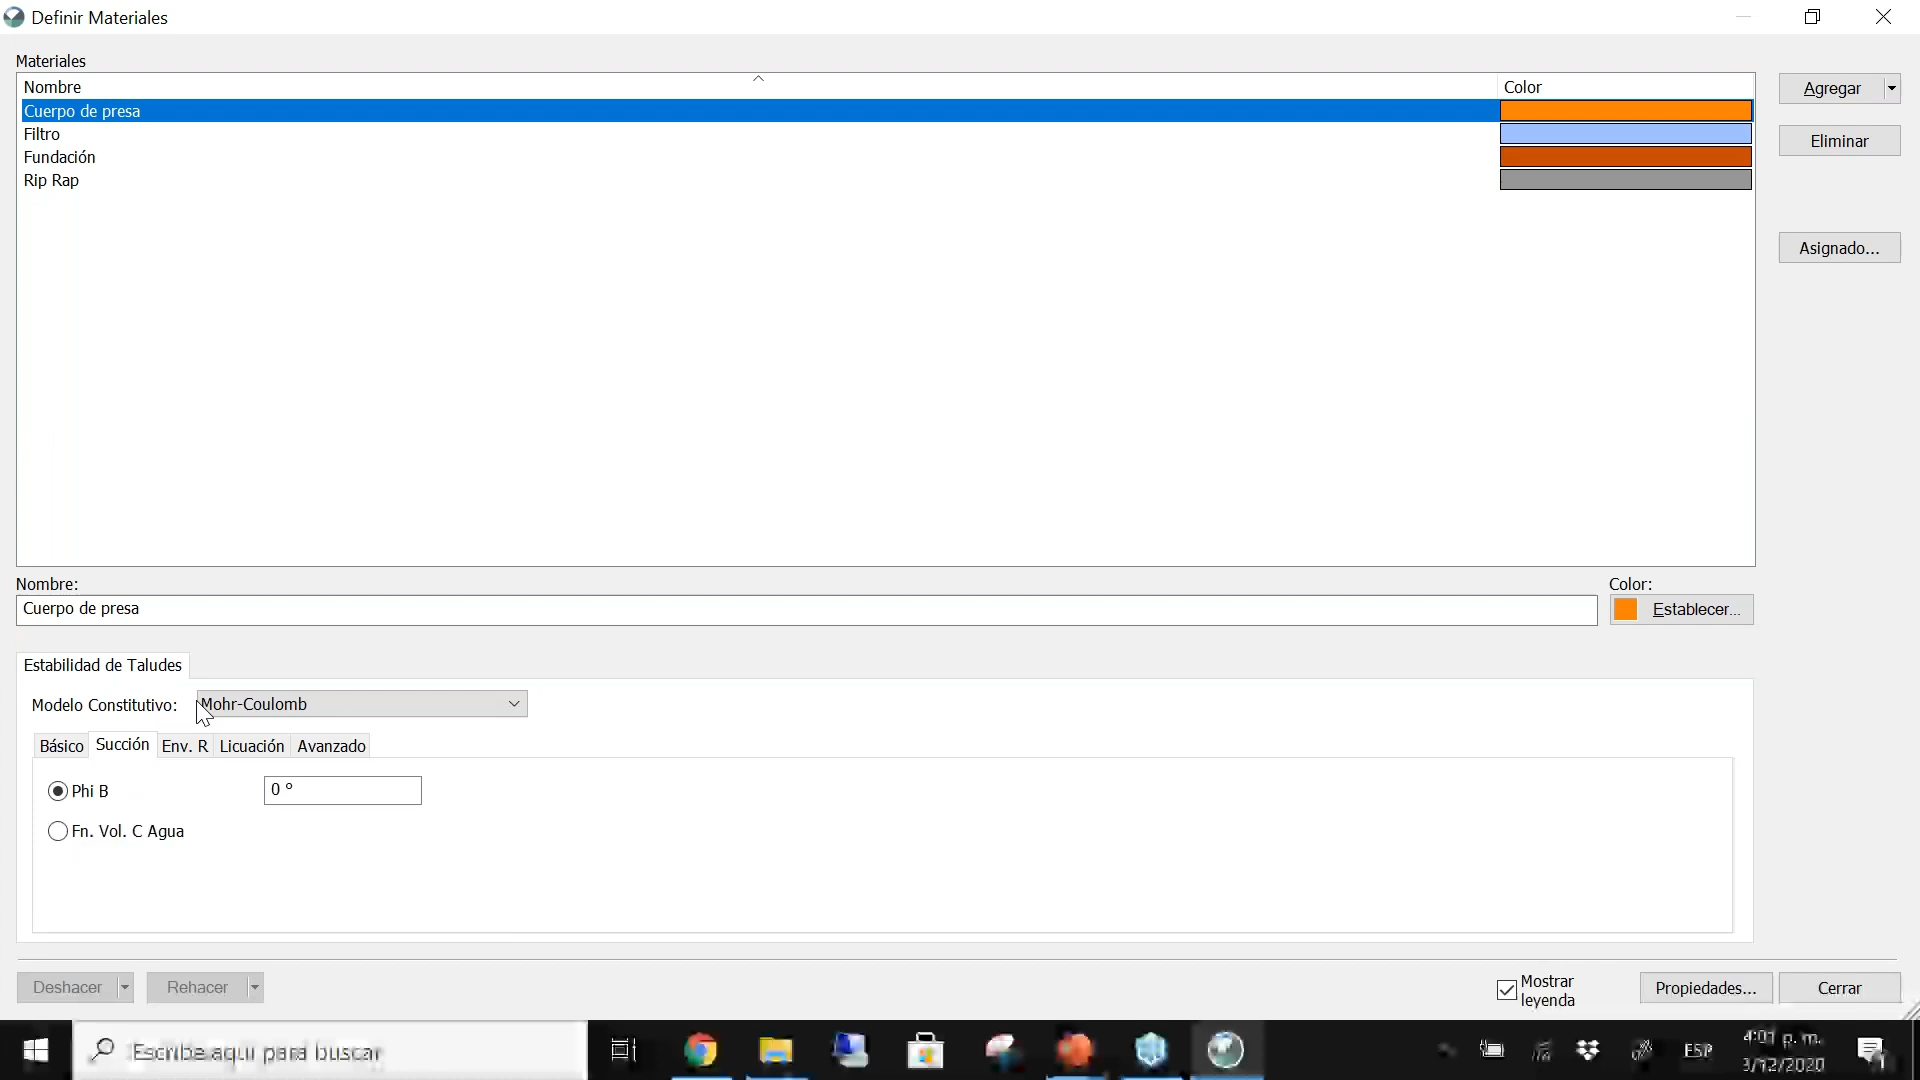 Definir Materiales
Materiales
Nombre Color
Cuerpo de presa
Filtro
Fundación
Rip Rap
Agregar
Eliminar
Asignado...
Nombre: Color:
Cuerpo de presa Establecer...
Estabilidad de Taludes
Modelo Constitutivo: Mohr-Coulomb
Básico Succión Env. R Licuación Avanzado
Phi B 0 °
Fn. Vol. C Agua
Deshacer Rehacer Mostrar leyenda Propiedades... Cerrar
Escribe aquí para buscar ESP 4:01 p. m.
3/12/2020